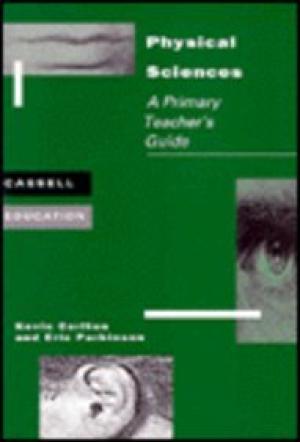 Physical
Sciences
A Primary
Teacher's
Guide
CASSELL
EDUCATION
Kevin Carlton
and Eric Parkinson